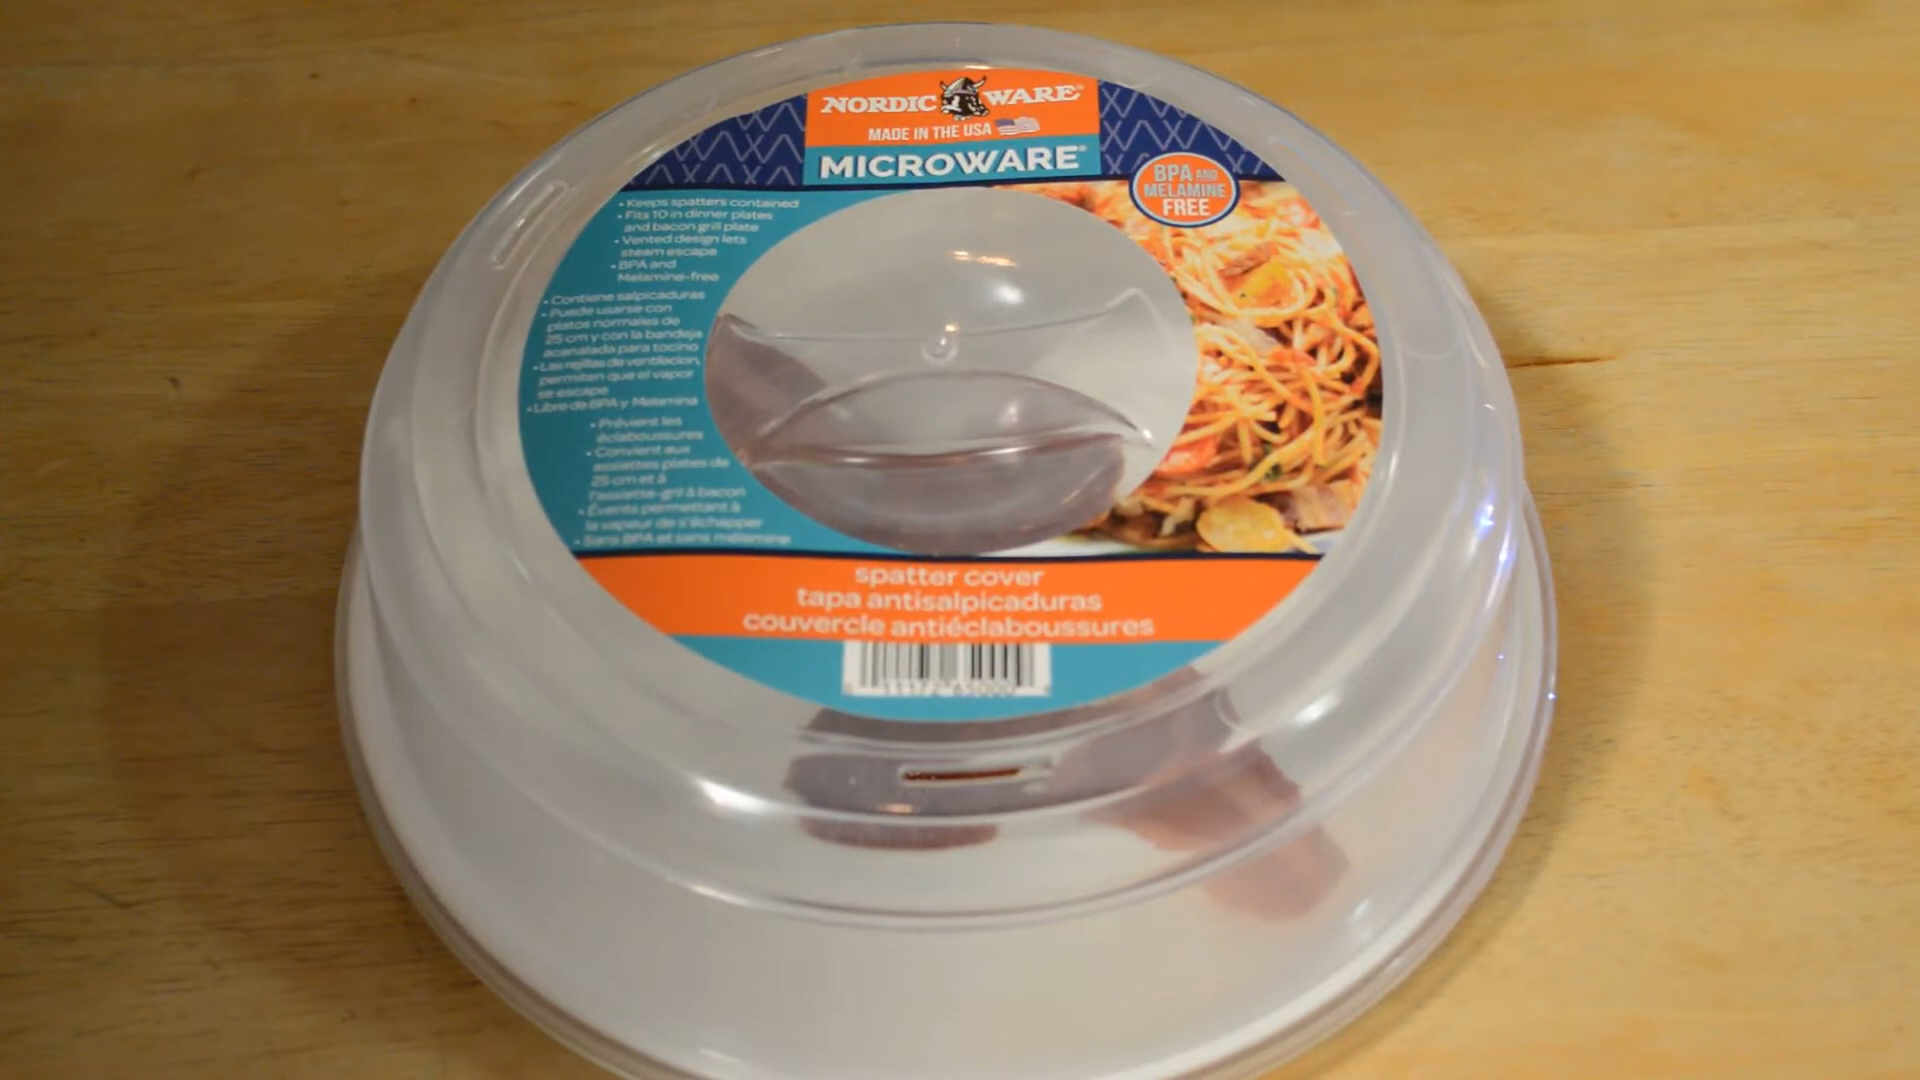 NORDIC WARE®
MADE IN THE USA
MICROWARE®
BPA AND
MELAMINE
FREE
• Keeps spatters contained
• Fits 10 in dinner plates
and bacon grill plate
• Vented design lets
steam escape
• BPA and
Melamine-free
• Contiene salpicaduras
• Puede usarse con
platos normales de
25 cm y con la bandeja
acanalada para tocino
• Las rejillas de ventilacion,
permiten que el vapor
se escape
• Libre de BPA y Melamina
• Prévient les
éclaboussures
• Convient aux
assiettes plates de
25 cm et à
l'assiette-gril à bacon
• Évents permettant à
la vapeur de s'échapper
• Sans BPA et sans mélamine
spatter cover
tapa antisalpicaduras
couvercle antiéclaboussures